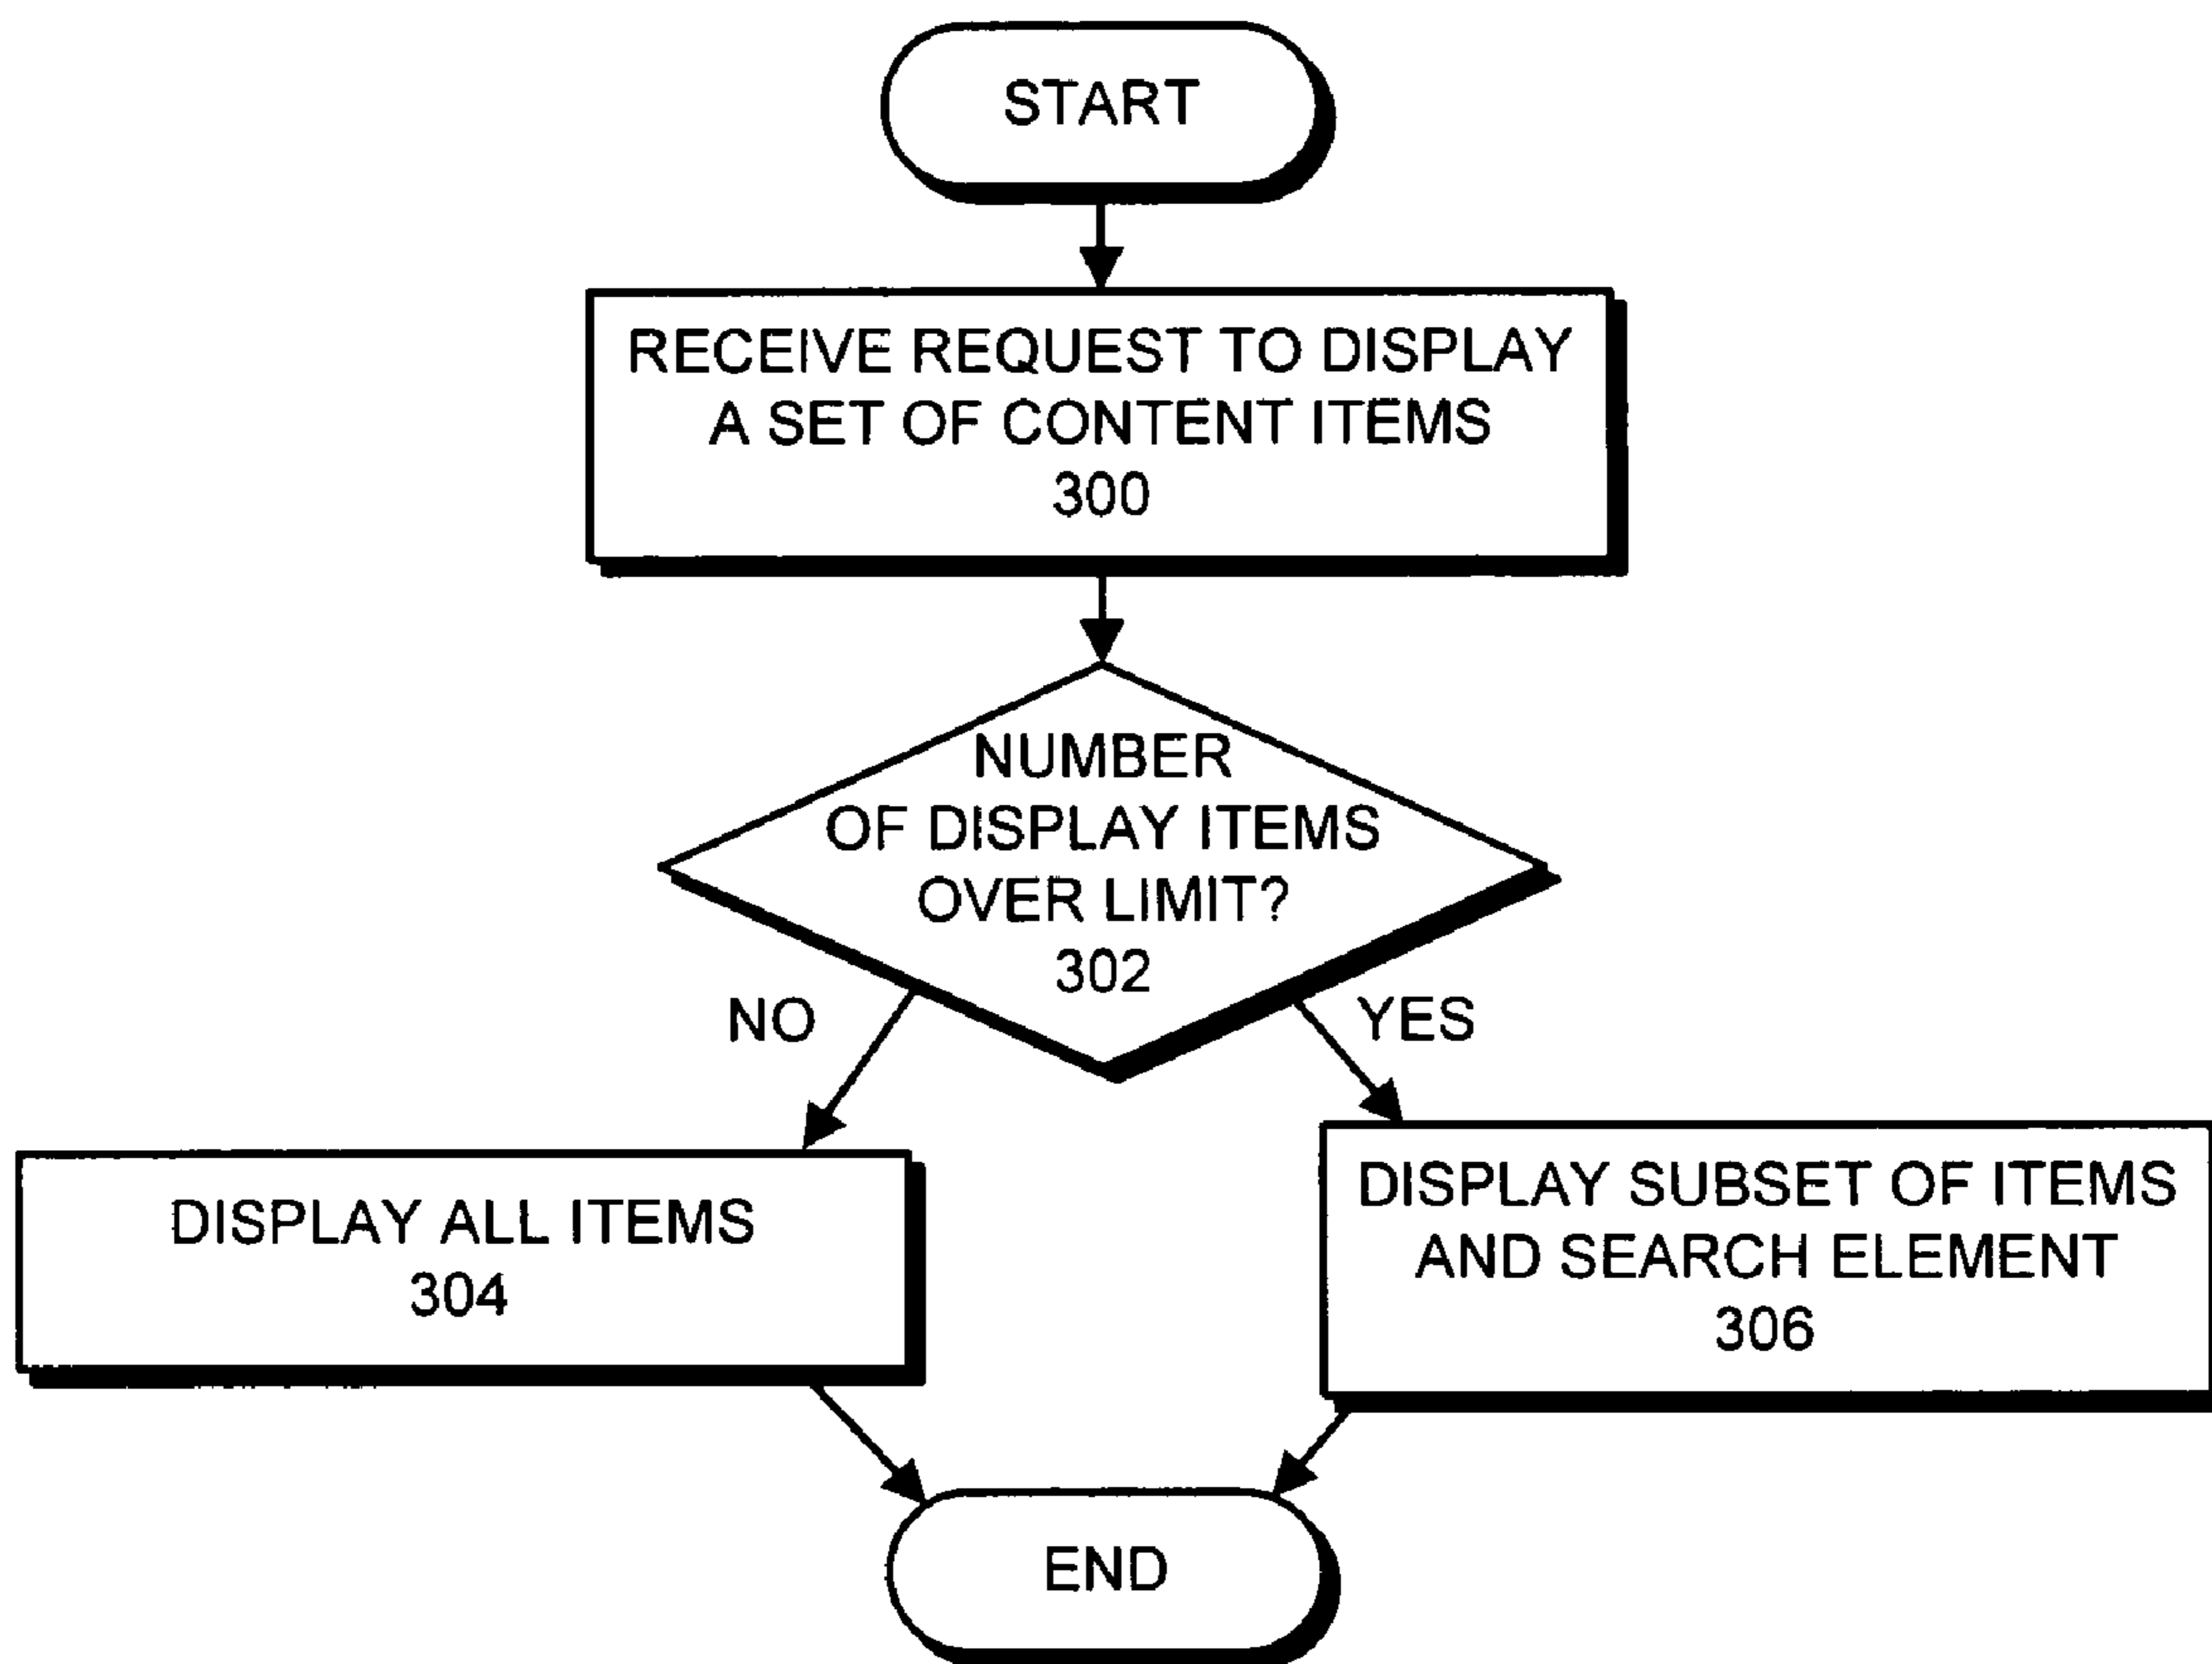 START
RECEIVE REQUEST TO DISPLAY
A SET OF CONTENT ITEMS
300
NUMBER
OF DISPLAY ITEMS
OVER LIMIT?
302
NO
YES
DISPLAY ALL ITEMS
304
DISPLAY SUBSET OF ITEMS
AND SEARCH ELEMENT
306
END